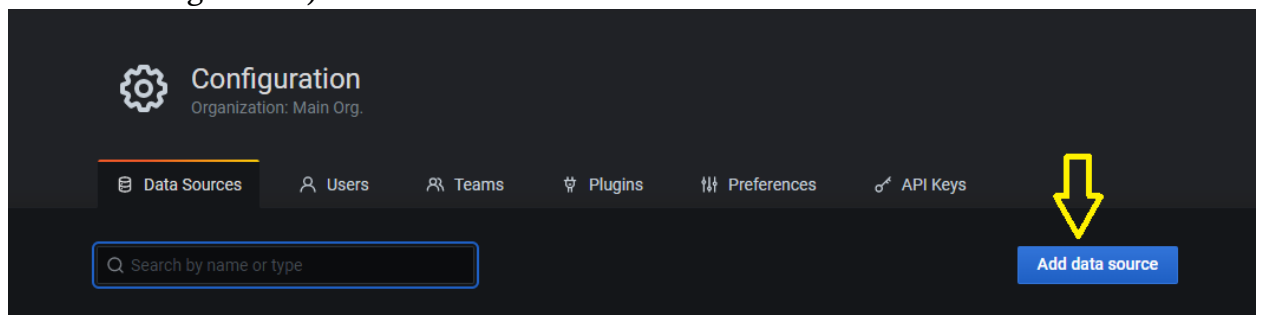 Configuration
Organization: Main Org.
Data Sources Users Teams Plugins Preferences API Keys
Search by name or type
Add data source